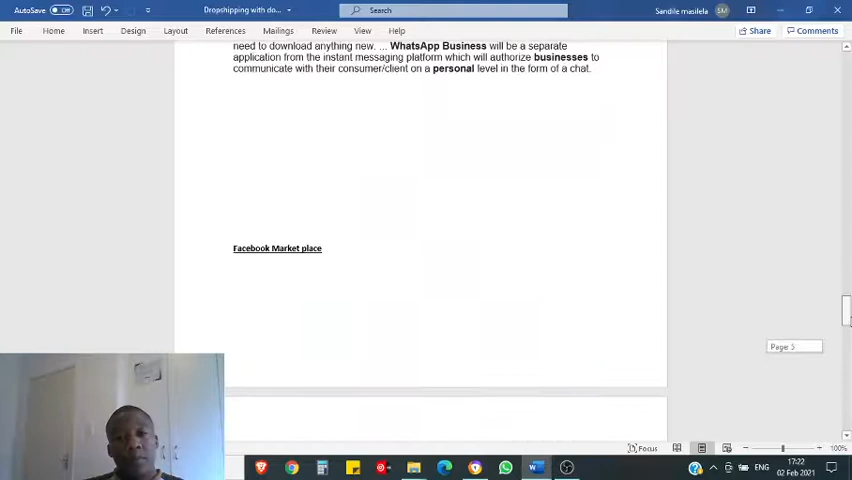 AutoSave Off
Dropshipping with do...
Search
Sandile masilela
SM
File Home Insert Design Layout References Mailings Review View Help
Share Comments
need to download anything new. ... WhatsApp Business will be a separate
application from the instant messaging platform which will authorize businesses to
communicate with their consumer/client on a personal level in the form of a chat.
Facebook Market place
Page: 5
Focus
100%
ENG
17:22
02 Feb 2021